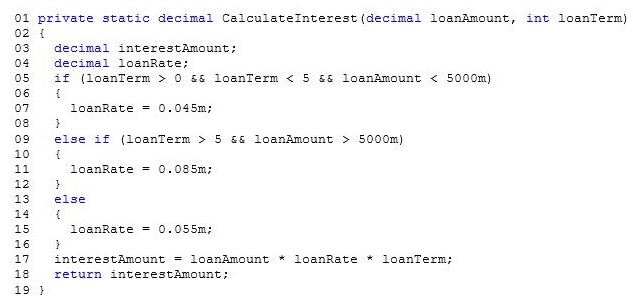 01 private static decimal CalculateInterest(decimal loanAmount, int loanTerm)
02 {
03   decimal interestAmount;
04   decimal loanRate;
05   if (loanTerm > 0 && loanTerm < 5 && loanAmount < 5000m)
06   {
07     loanRate = 0.045m;
08   }
09   else if (loanTerm > 5 && loanAmount > 5000m)
10   {
11     loanRate = 0.085m;
12   }
13   else
14   {
15     loanRate = 0.055m;
16   }
17   interestAmount = loanAmount * loanRate * loanTerm;
18   return interestAmount;
19 }